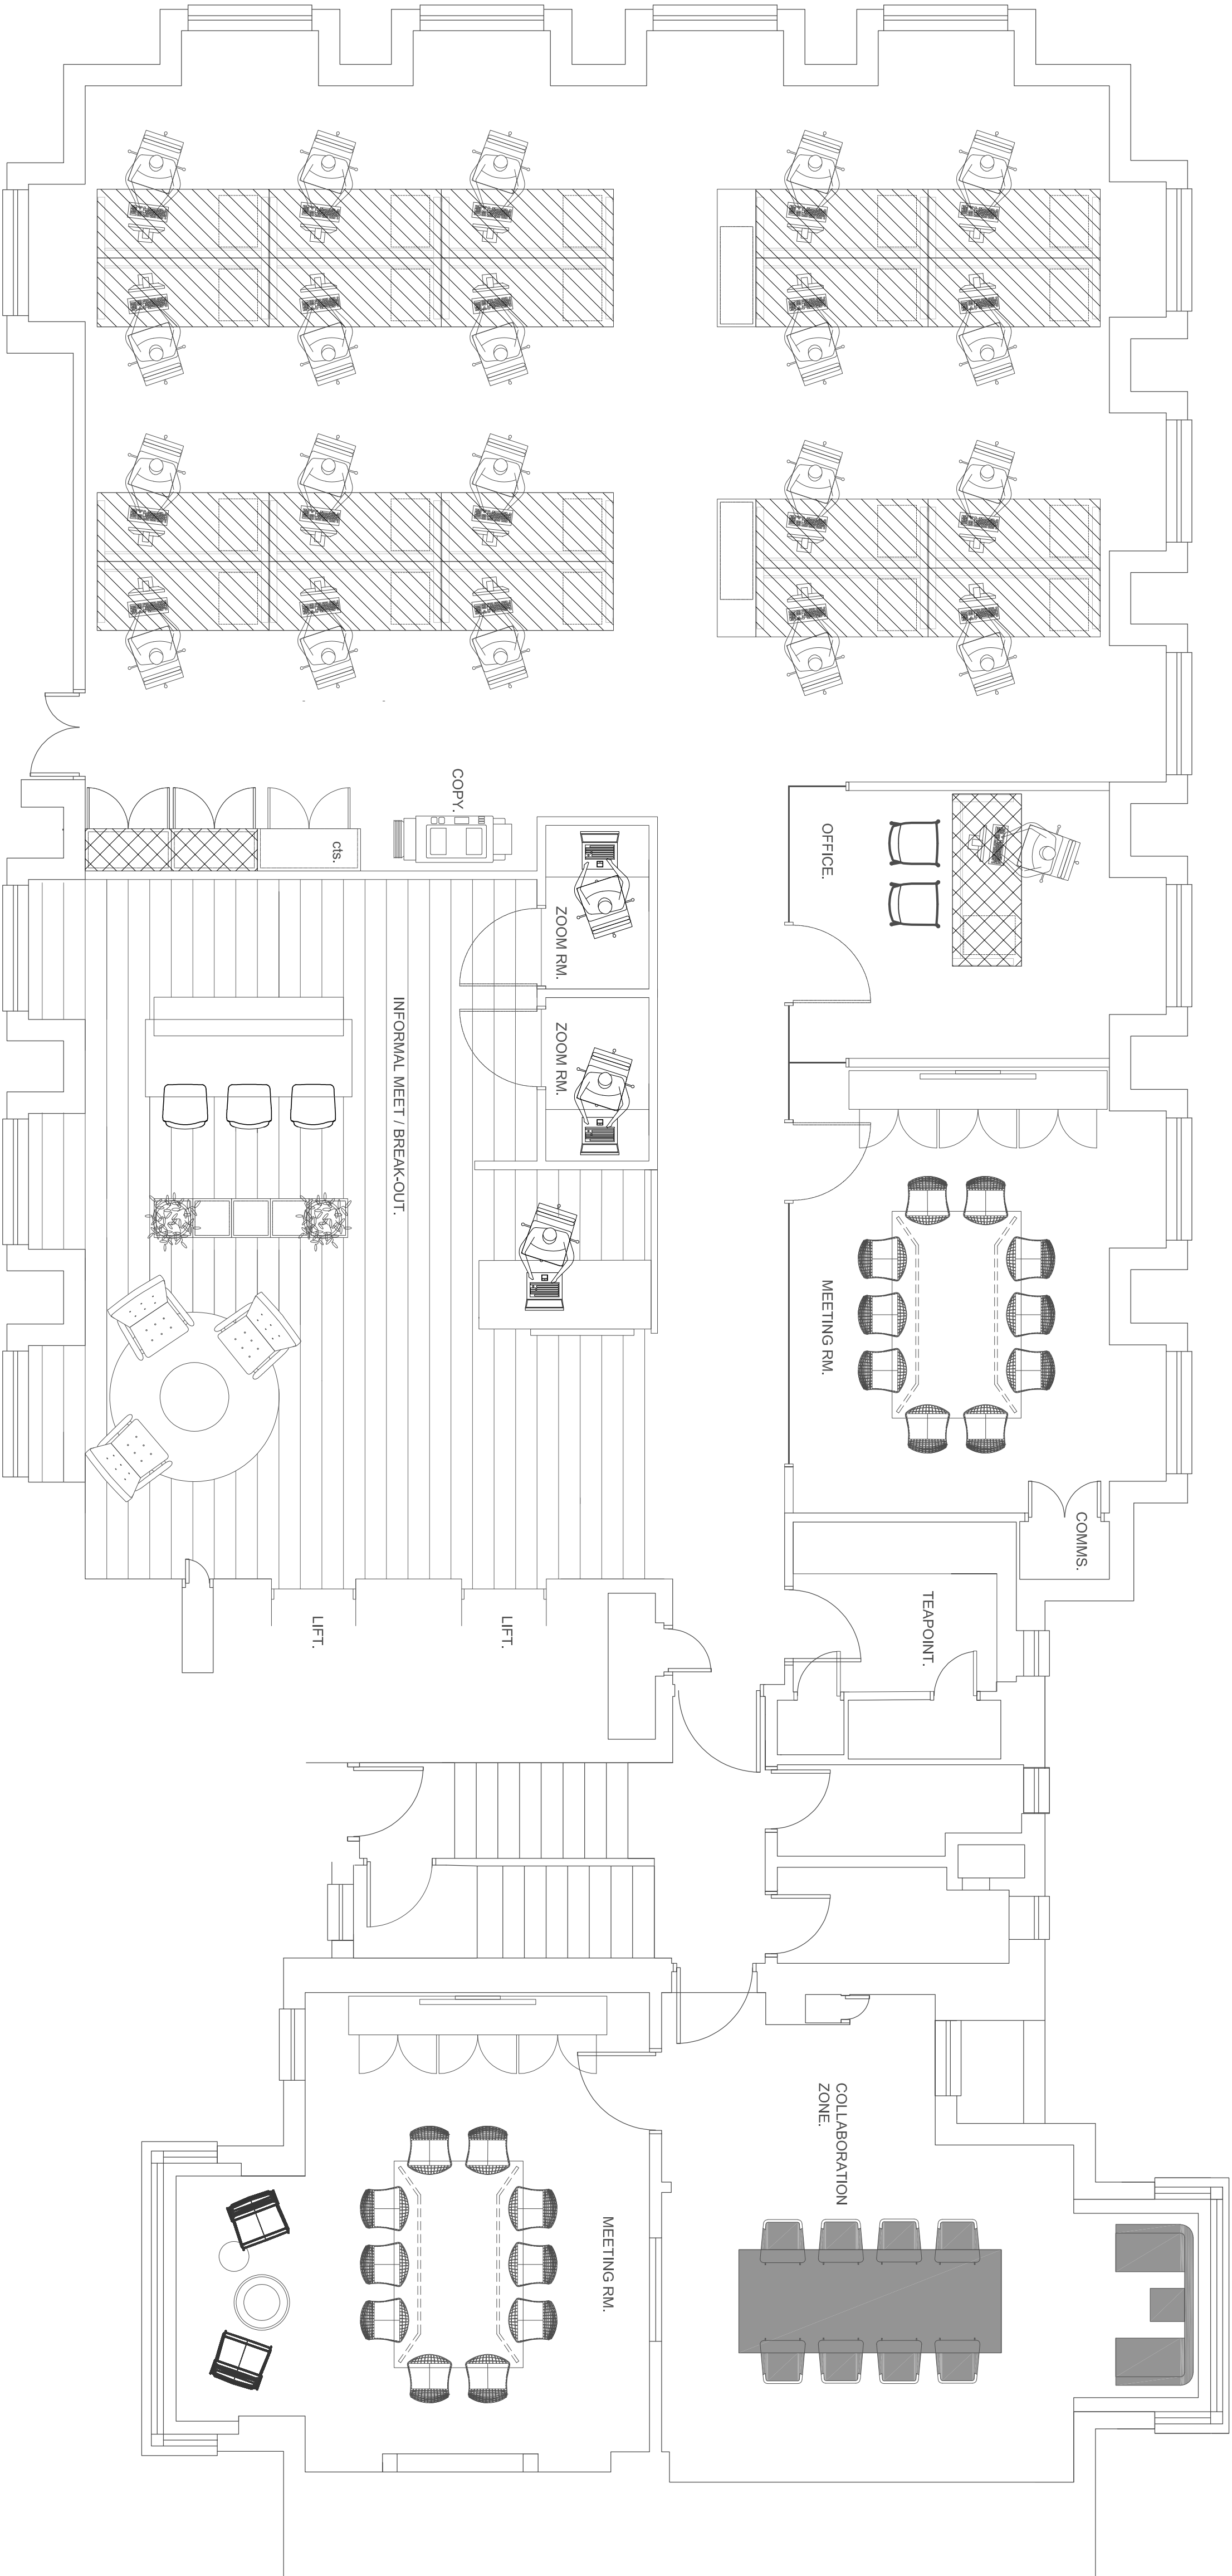 COPY.
cts.
OFFICE.
ZOOM RM.
ZOOM RM.
INFORMAL MEET / BREAK-OUT.
MEETING RM.
COMMS.
TEAPOINT.
LIFT.
LIFT.
COLLABORATION
ZONE.
MEETING RM.